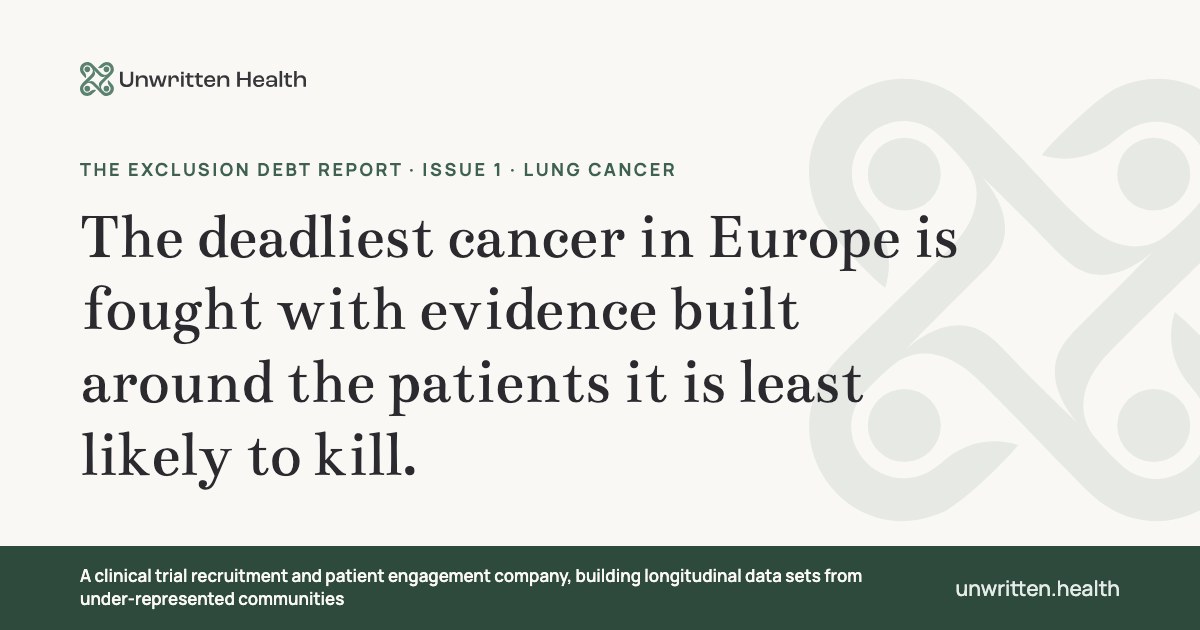 Unwritten Health
THE EXCLUSION DEBT REPORT · ISSUE 1 · LUNG CANCER
The deadliest cancer in Europe is
fought with evidence built
around the patients it is least
likely to kill.
A clinical trial recruitment and patient engagement company, building longitudinal data sets from
under-represented communities
unwritten.health